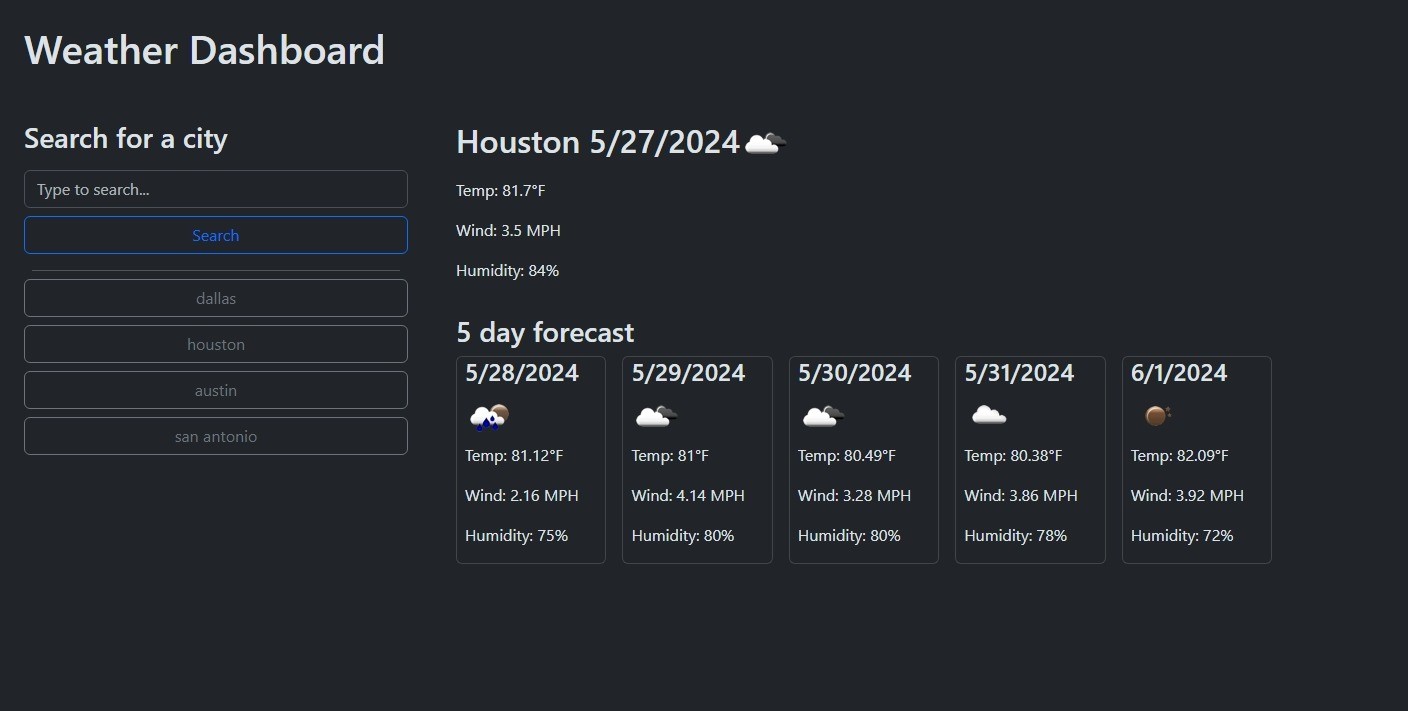 Weather Dashboard
Search for a city
Type to search...
Search
dallas
houston
austin
san antonio
Houston 5/27/2024
Temp: 81.7°F
Wind: 3.5 MPH
Humidity: 84%
5 day forecast
5/28/2024
Temp: 81.12°F
Wind: 2.16 MPH
Humidity: 75%
5/29/2024
Temp: 81°F
Wind: 4.14 MPH
Humidity: 80%
5/30/2024
Temp: 80.49°F
Wind: 3.28 MPH
Humidity: 80%
5/31/2024
Temp: 80.38°F
Wind: 3.86 MPH
Humidity: 78%
6/1/2024
Temp: 82.09°F
Wind: 3.92 MPH
Humidity: 72%